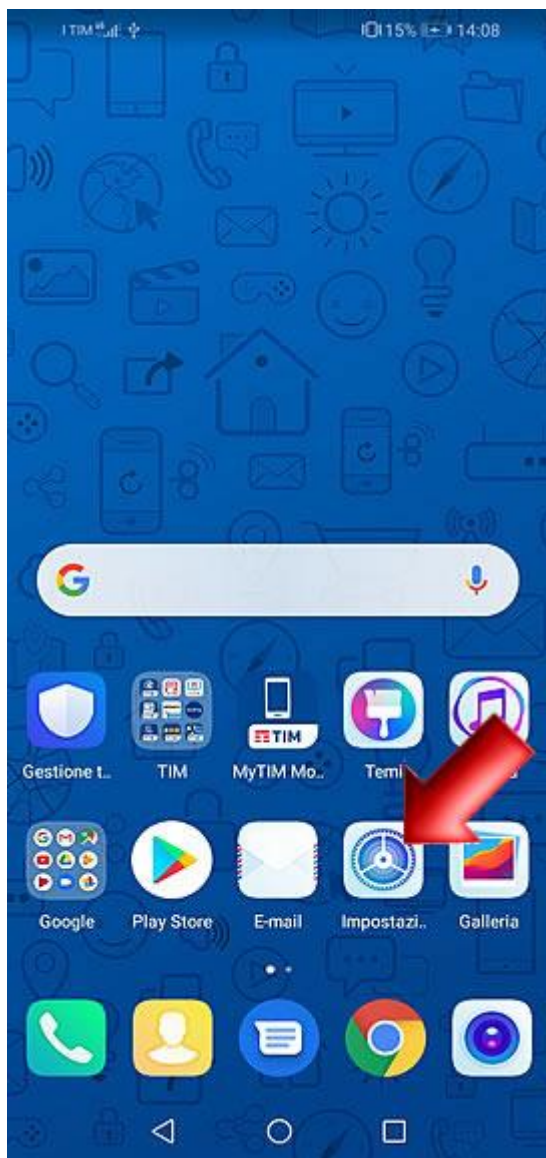 TIM 15% 14:08
G
TIM
Gestione t.. TIM MyTIM Mo.. Temi
Google Play Store E-mail Impostazi.. Galleria